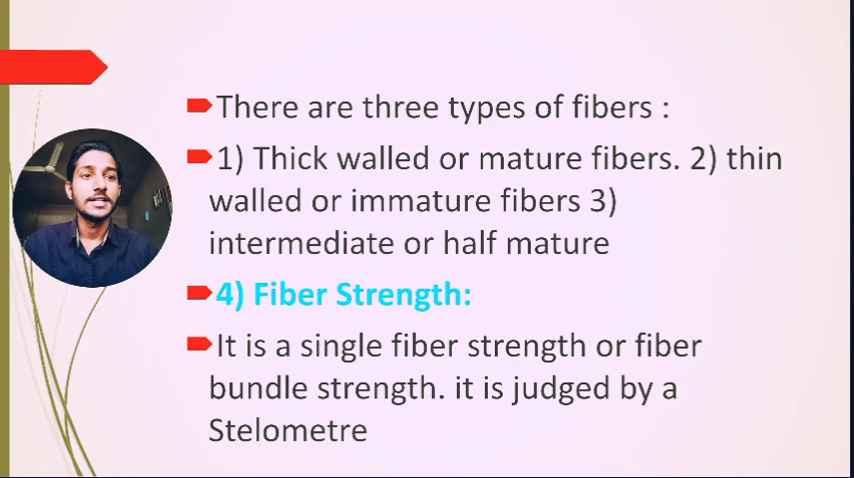 There are three types of fibers :
1) Thick walled or mature fibers. 2) thin
walled or immature fibers 3)
intermediate or half mature
4) Fiber Strength:
It is a single fiber strength or fiber
bundle strength. it is judged by a
Stelometre